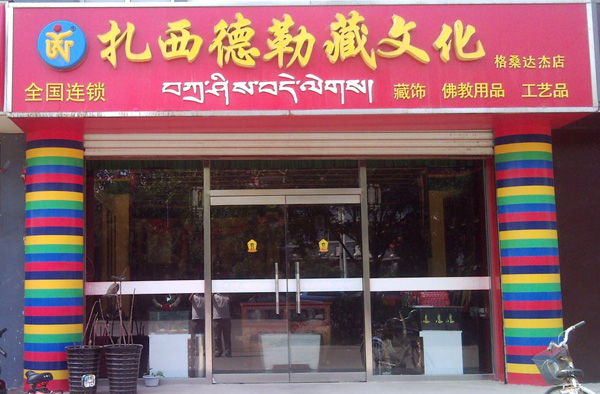 扎西德勒藏文化
格桑达杰店
全国连锁
བཀྲ་ཤིས་བདེ་ལེགས།
藏饰 佛教用品 工艺品